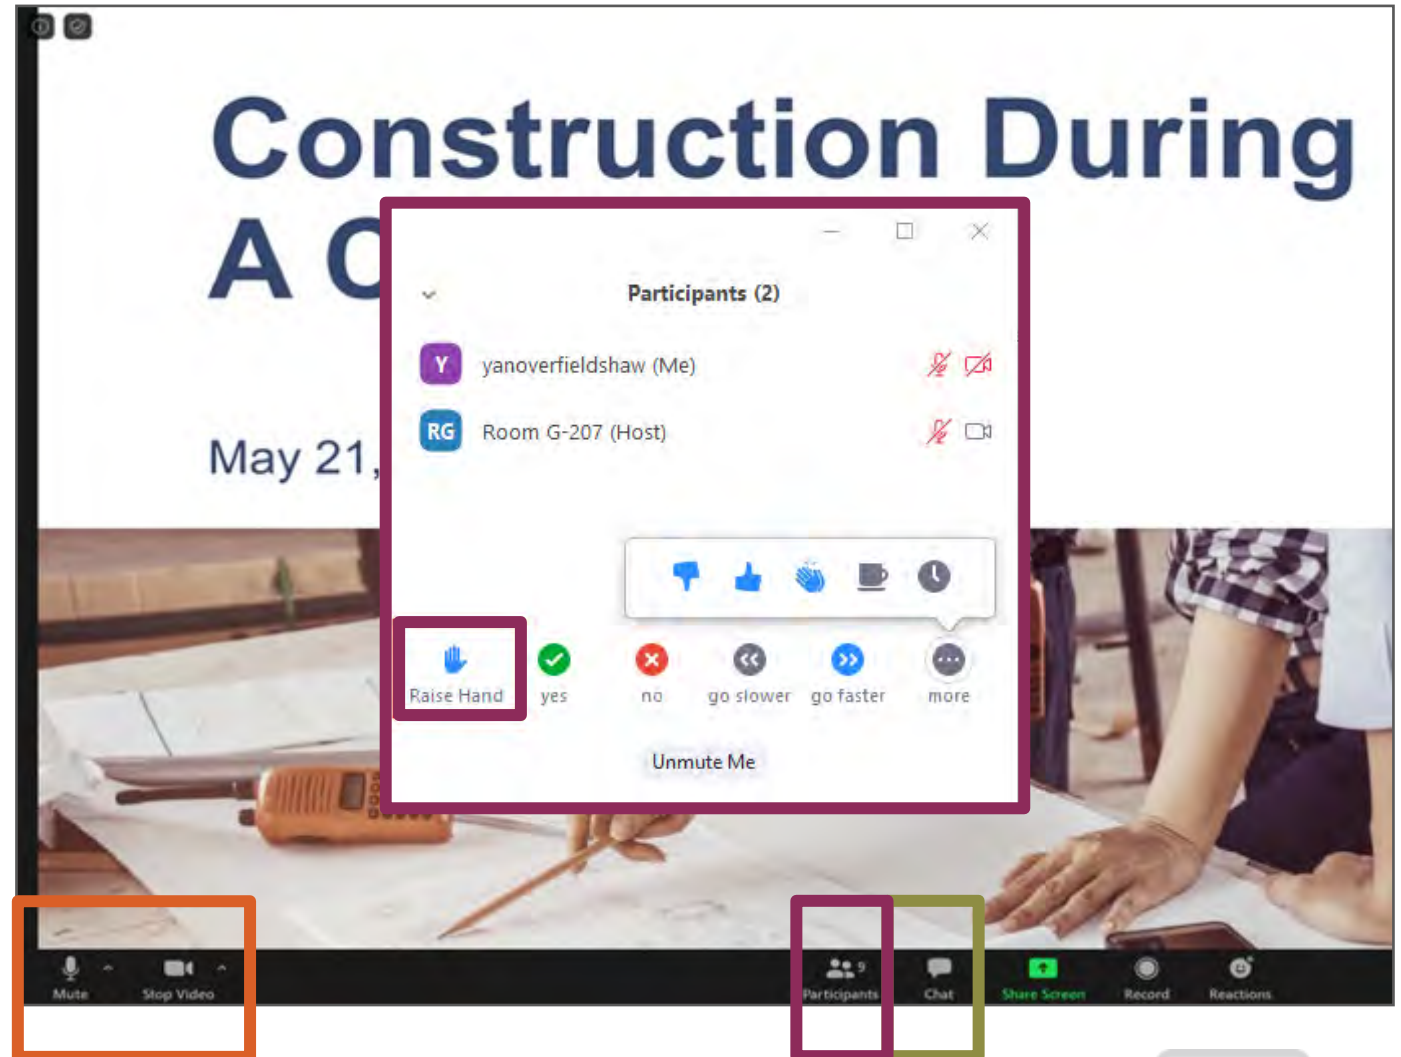 Construction During
A C
May 21,
Participants (2)
Y
yanoverfieldshaw (Me)
RG
Room G-207 (Host)
Raise Hand
yes
no
go slower
go faster
more
Unmute Me
Mute
Stop Video
9
Participants
Chat
Share Screen
Record
Reactions